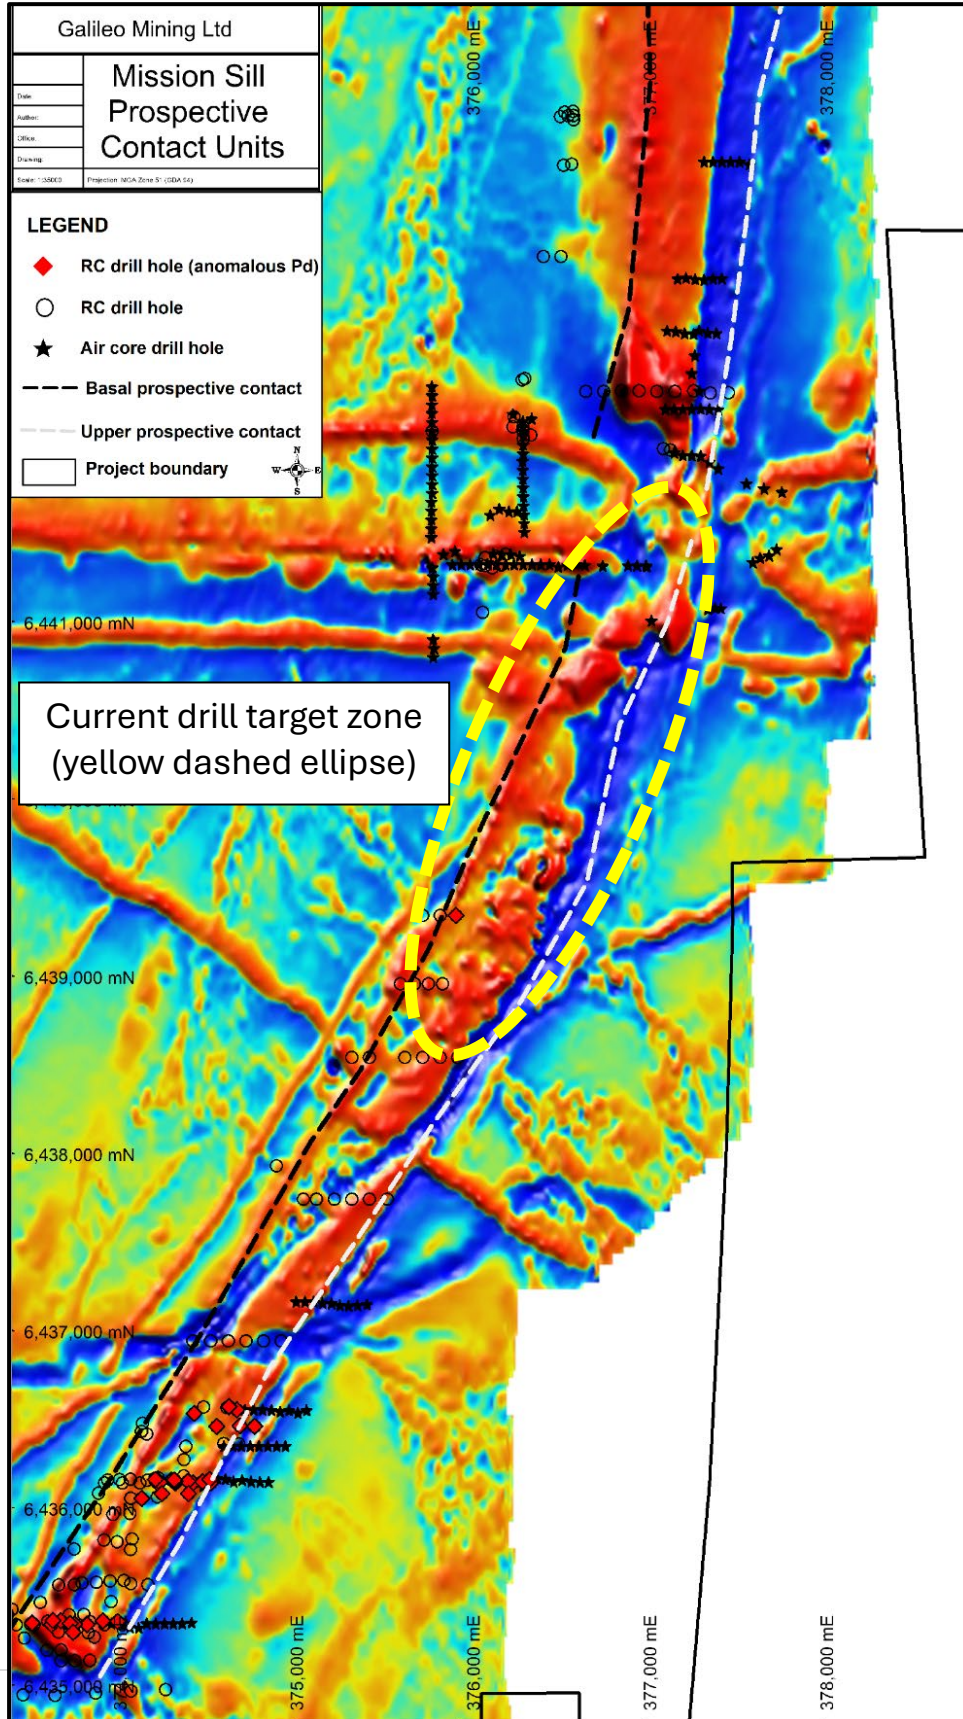 Galileo Mining Ltd
Mission Sill
Prospective
Contact Units
Date:
Author:
Office:
Drawing:
Scale: 1:35000
Projection: MGA Zone 51 (GDA 94)
LEGEND
RC drill hole (anomalous Pd)
RC drill hole
Air core drill hole
Basal prospective contact
Upper prospective contact
Project boundary
N
W
E
S
376,000 mE
377,000 mE
378,000 mE
6,441,000 mN
Current drill target zone
(yellow dashed ellipse)
6,439,000 mN
6,438,000 mN
6,437,000 mN
6,436,000 mN
6,435,000 mN
375,000 mE
376,000 mE
377,000 mE
378,000 mE